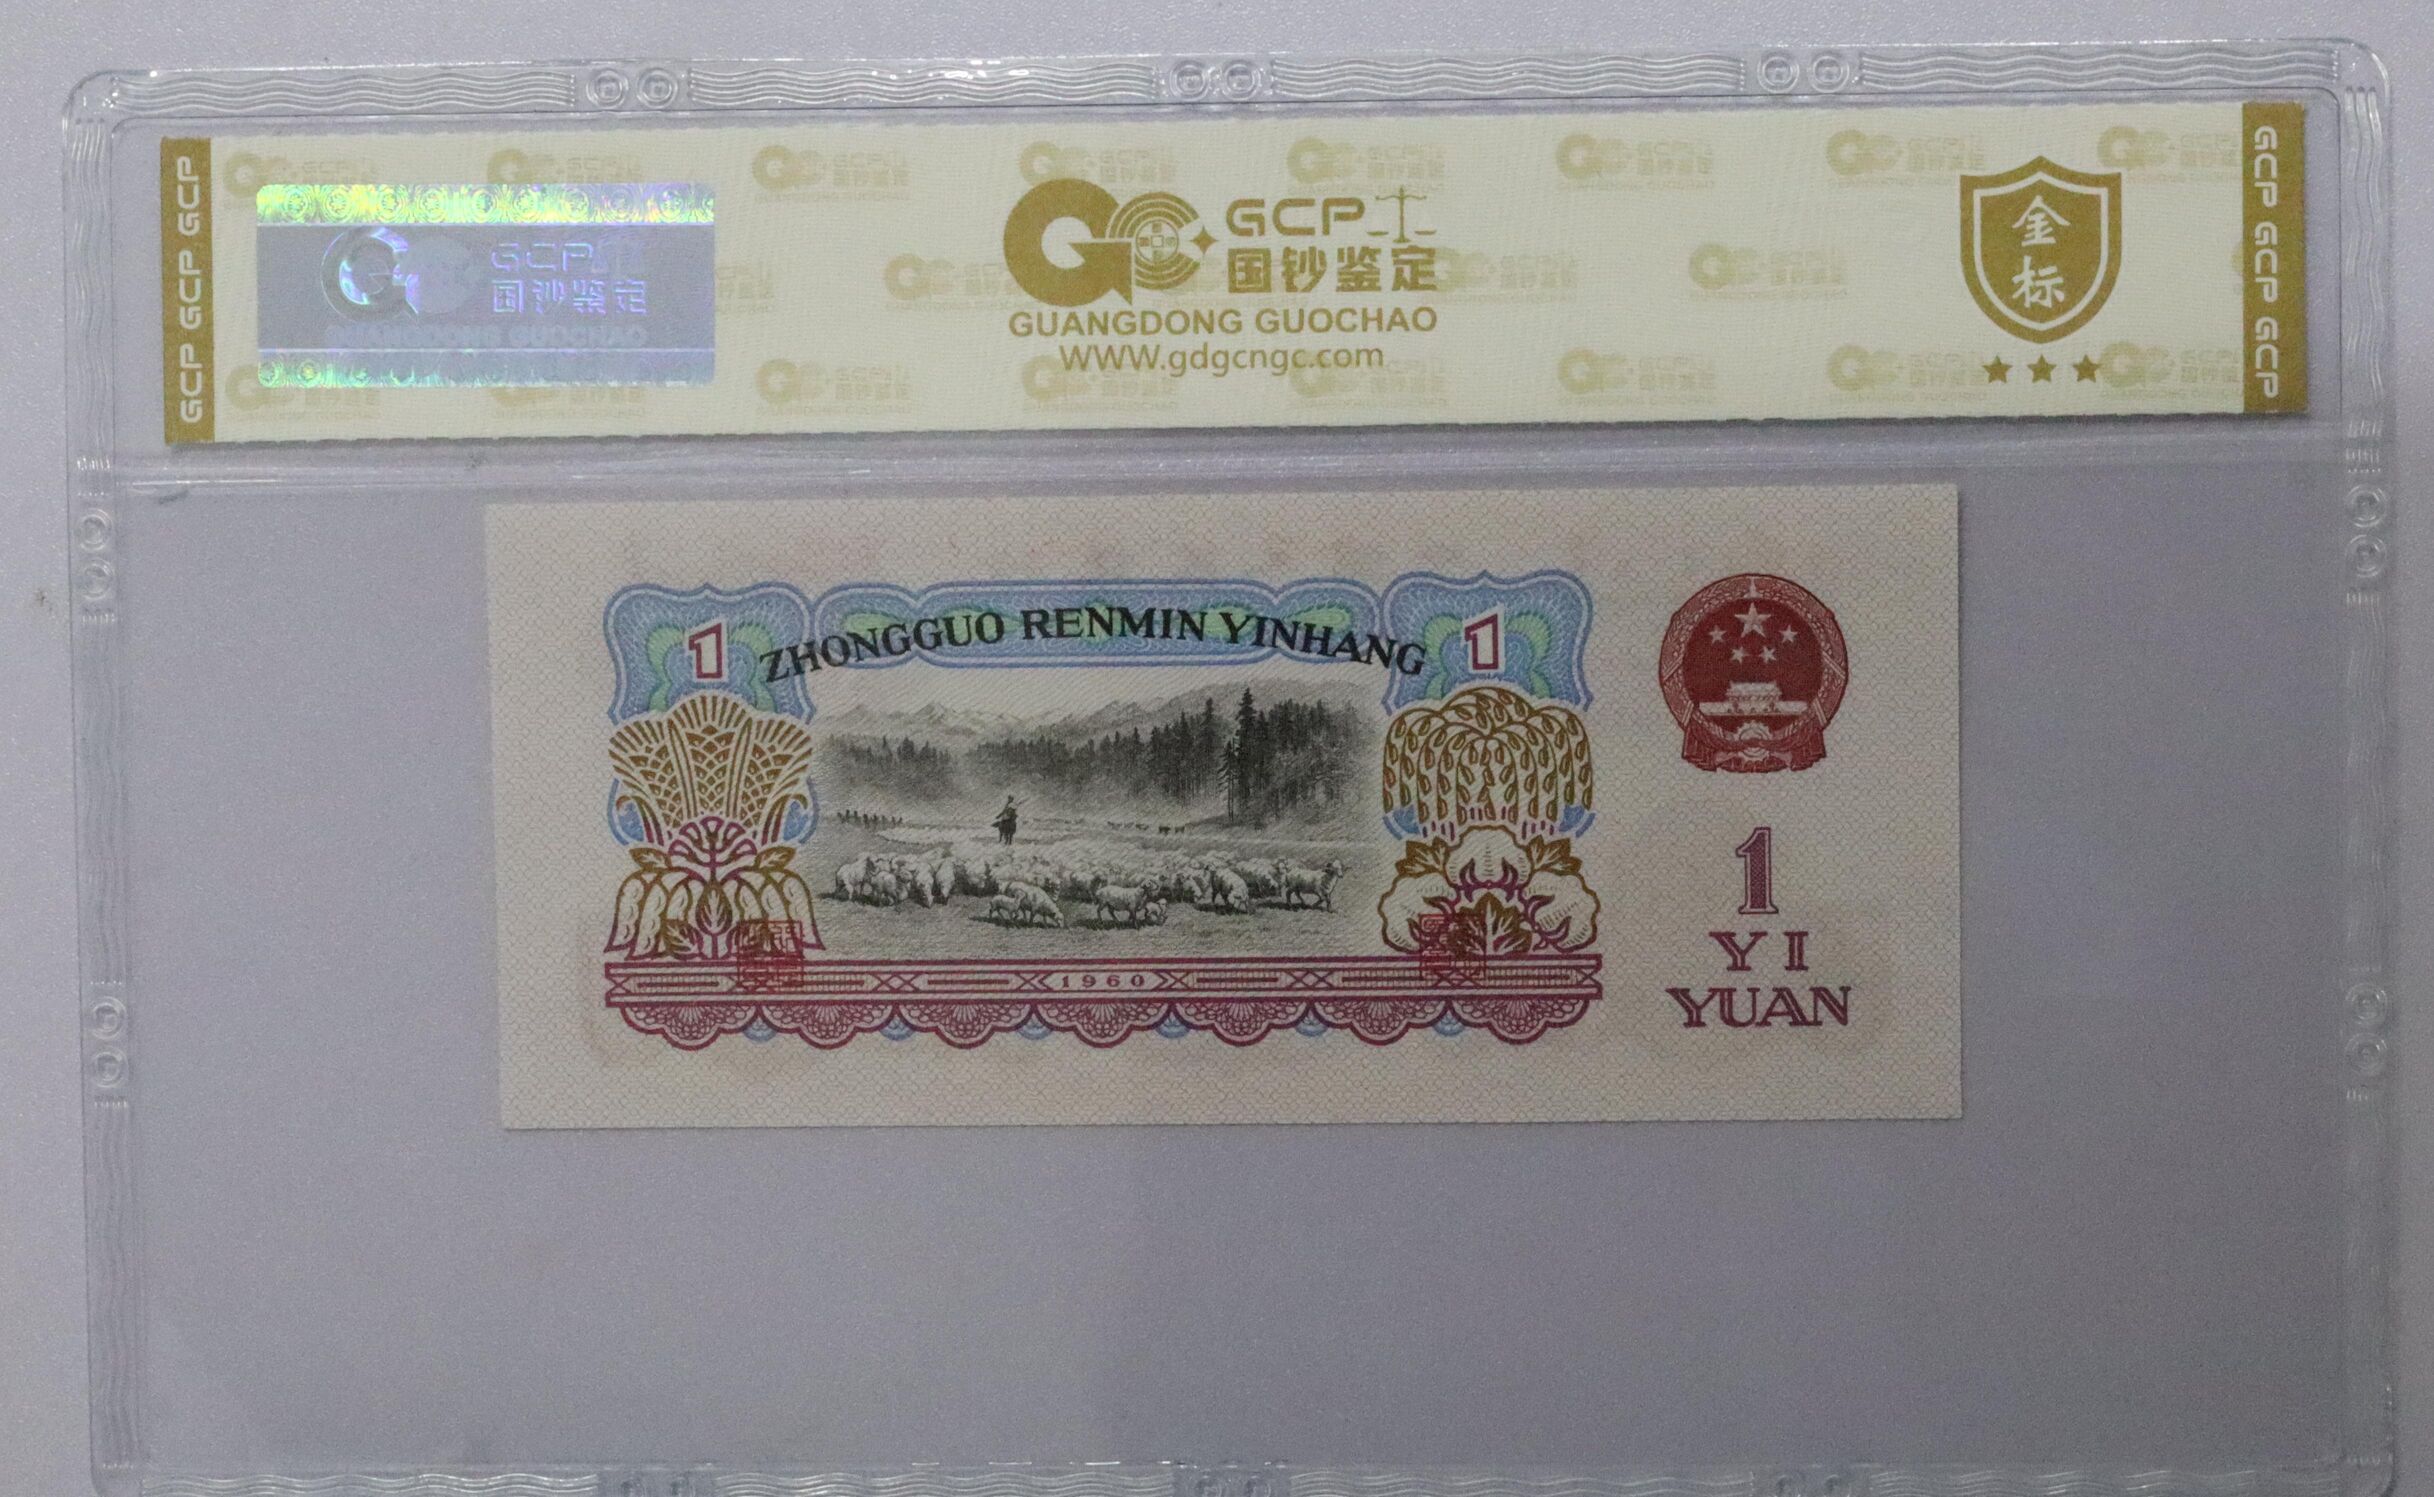 GCP GCP GCP
GCP
国钞鉴定
GUANGDONG GUOCHAO
GCP
国钞鉴定
GUANGDONG GUOCHAO
WWW.gdgcngc.com
金
标
GCP GCP GCP
1
ZHONGGUO RENMIN YINHANG
1
1960
1
YI
YUAN